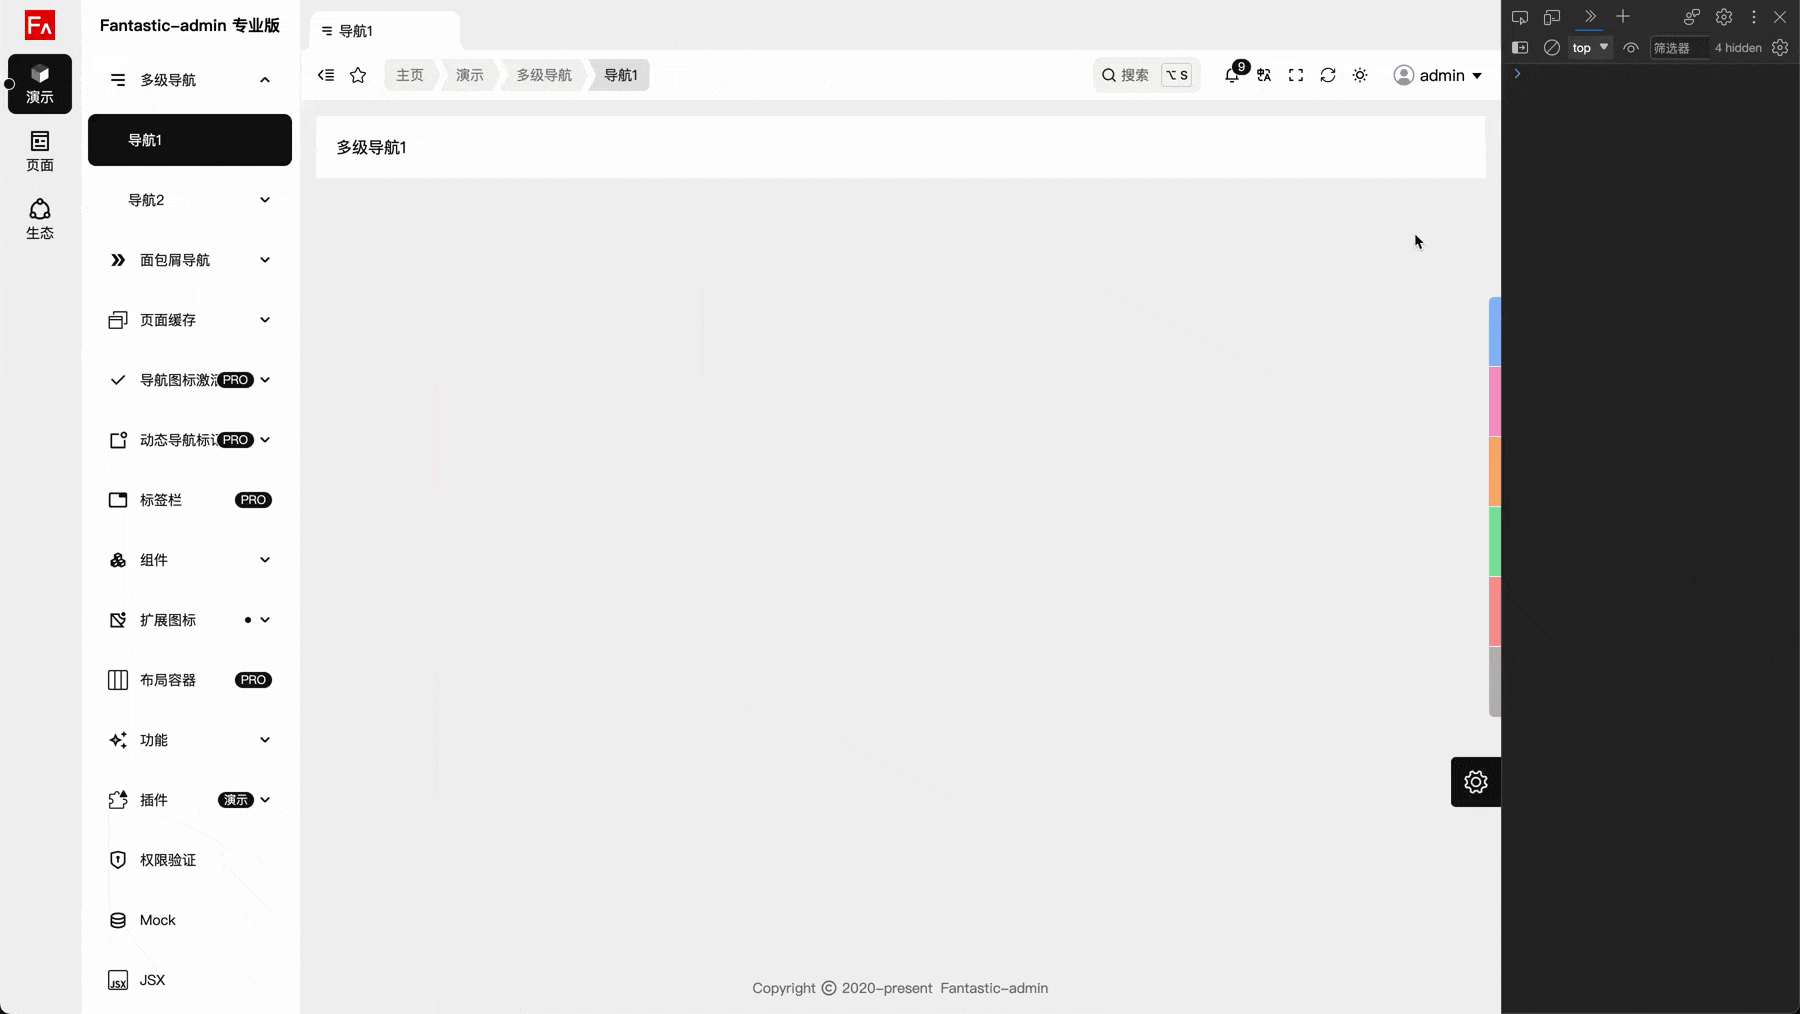 FA
演示
页面
生态
Fantastic-admin 专业版
多级导航
导航1
导航2
面包屑导航
页面缓存
导航图标激活 PRO
动态导航标 PRO
标签栏 PRO
组件
扩展图标
布局容器 PRO
功能
插件 演示
权限验证
Mock
JSX JSX
导航1
主页 演示 多级导航 导航1
搜索 ⌥ S
9
admin
多级导航1
Copyright © 2020-present Fantastic-admin
top 筛选器 4 hidden